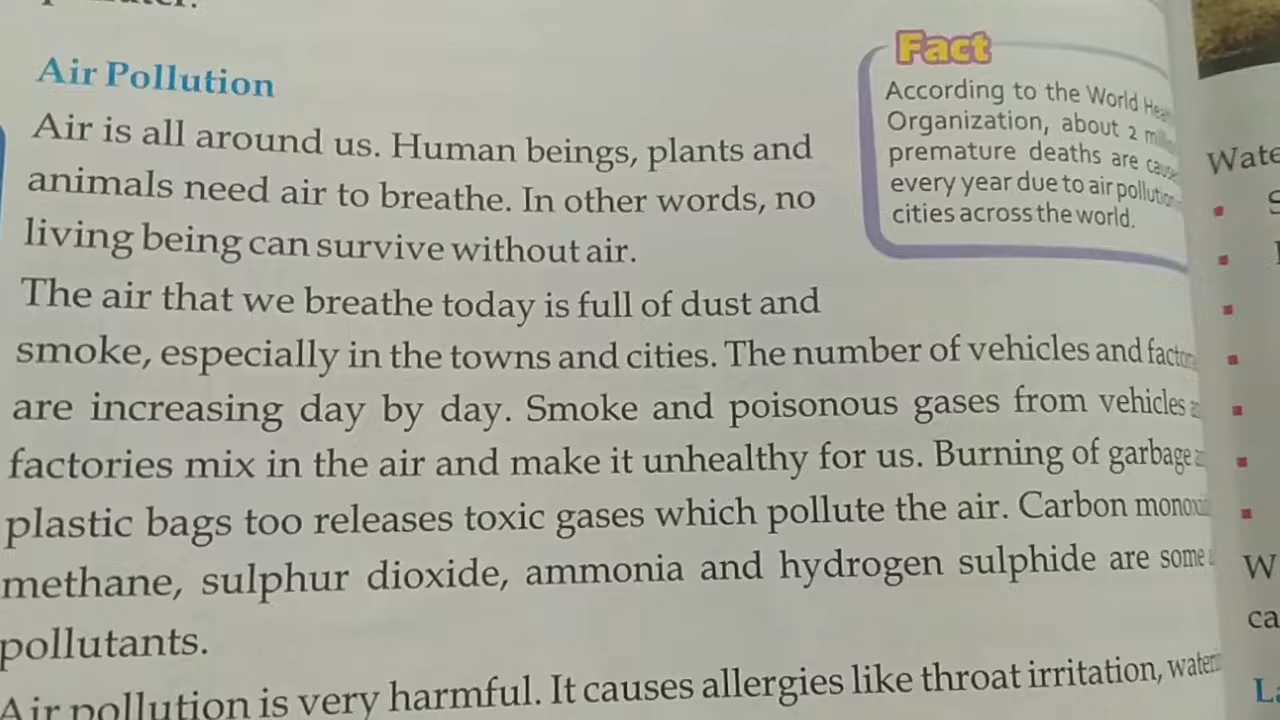 Air Pollution
Air is all around us. Human beings, plants and
animals need air to breathe. In other words, no
living being can survive without air.
The air that we breathe today is full of dust and
smoke, especially in the towns and cities. The number of vehicles and
are increasing day by day. Smoke and poisonous gases from vehicles
factories mix in the air and make it unhealthy for us. Burning of garbage
plastic bags too releases toxic gases which pollute the air. Carbon
methane, sulphur dioxide, ammonia and hydrogen sulphide are some
pollutants.
Air pollution is very harmful. It causes allergies like throat irritation,
Fact
According to the World
Organization, about 2
premature deaths are
every year due to air
cities across the world.